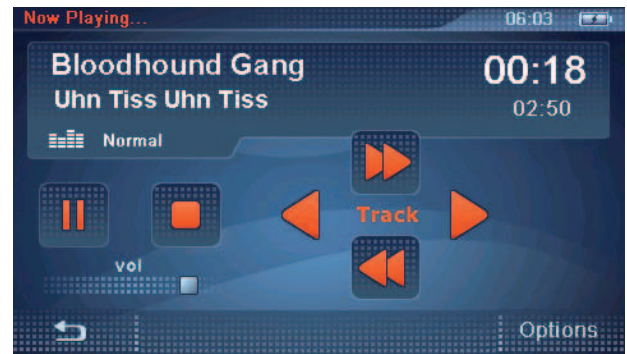 Now Playing...
06:03
Bloodhound Gang
00:18
Uhn Tiss Uhn Tiss
02:50
Normal
Track
vol
Options